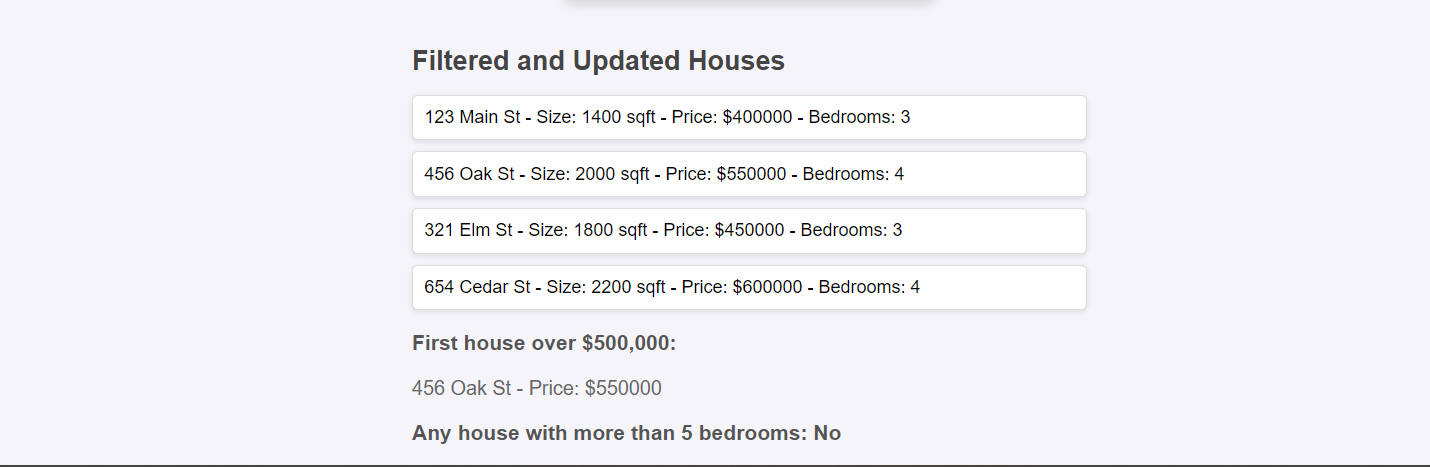 Filtered and Updated Houses
123 Main St - Size: 1400 sqft - Price: $400000 - Bedrooms: 3
456 Oak St - Size: 2000 sqft - Price: $550000 - Bedrooms: 4
321 Elm St - Size: 1800 sqft - Price: $450000 - Bedrooms: 3
654 Cedar St - Size: 2200 sqft - Price: $600000 - Bedrooms: 4
First house over $500,000:
456 Oak St - Price: $550000
Any house with more than 5 bedrooms: No